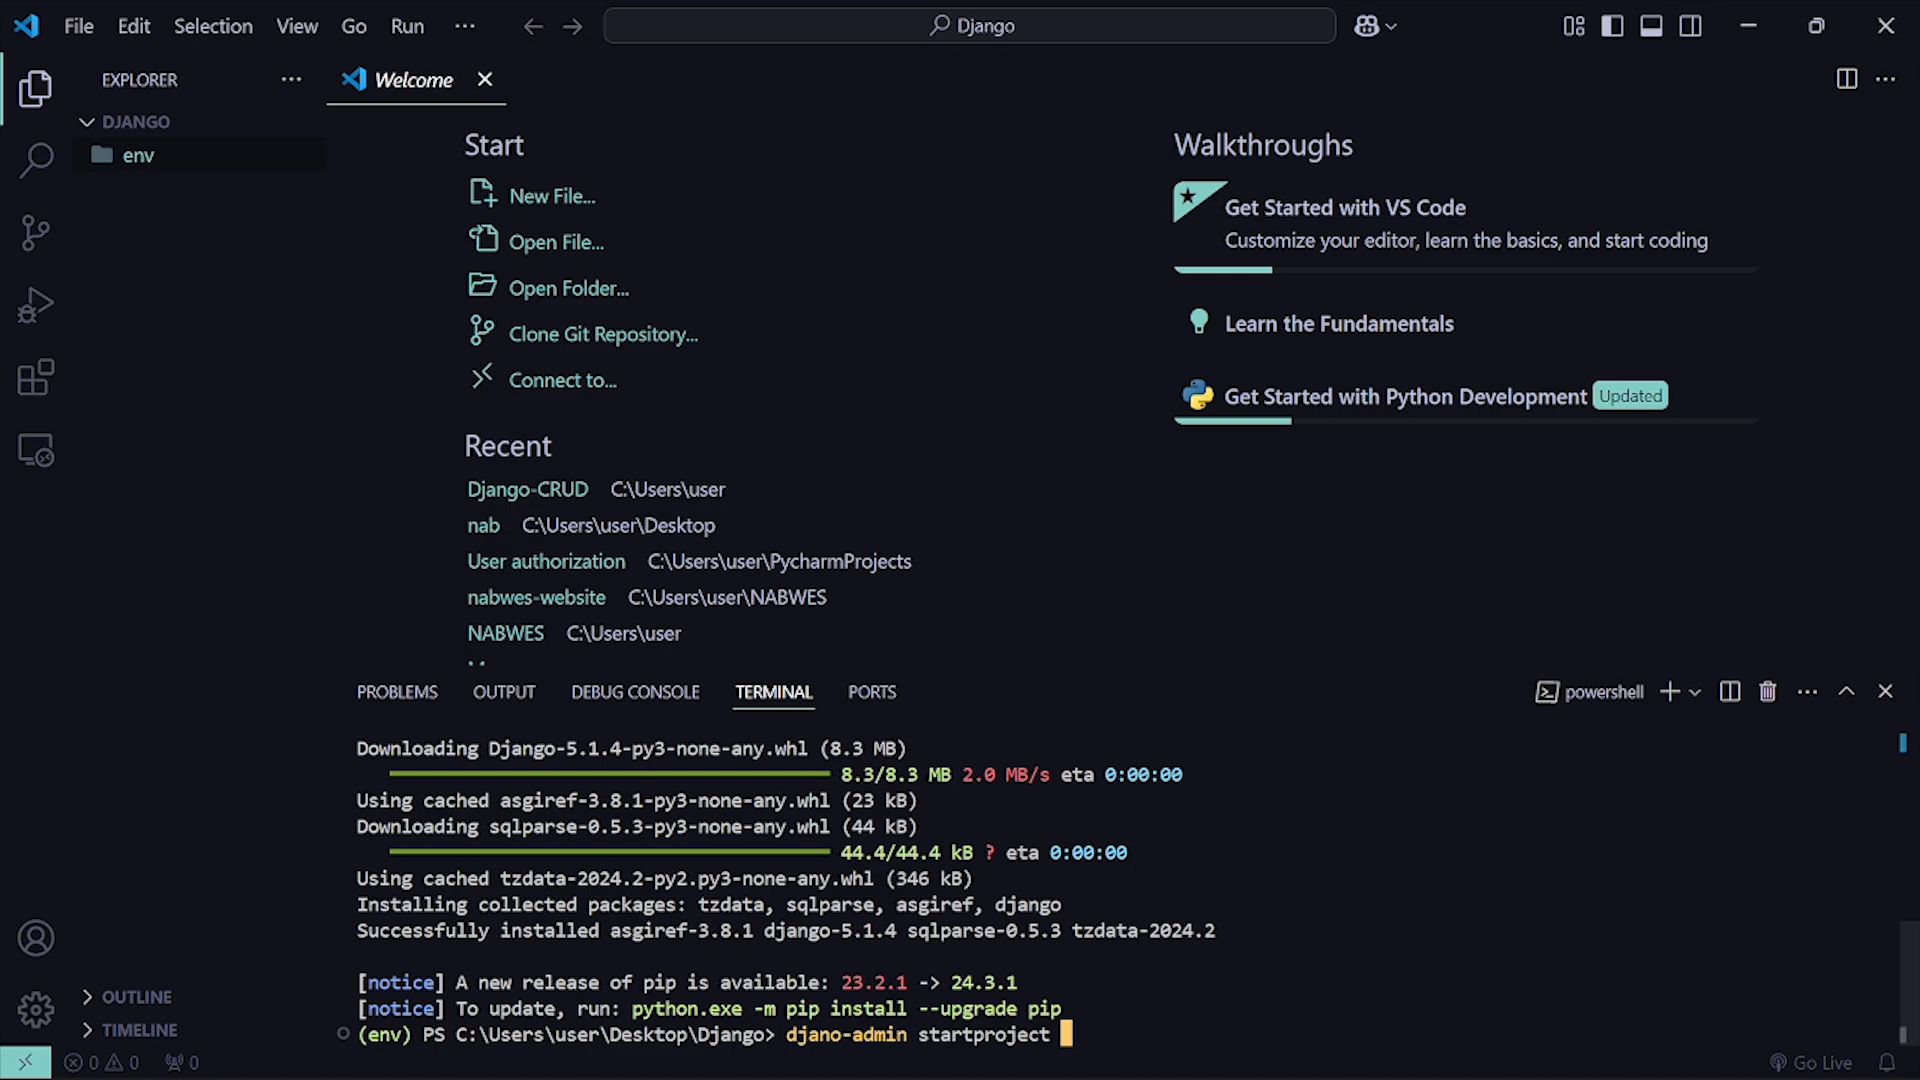 File Edit Selection View Go Run ··· Django
EXPLORER ··· Welcome
DJANGO
env
Start
New File...
Open File...
Open Folder...
Clone Git Repository...
Connect to...
Recent
Django-CRUD C:\Users\user
nab C:\Users\user\Desktop
User authorization C:\Users\user\PycharmProjects
nabwes-website C:\Users\user\NABWES
NABWES C:\Users\user
Walkthroughs
Get Started with VS Code
Customize your editor, learn the basics, and start coding
Learn the Fundamentals
Get Started with Python Development Updated
PROBLEMS OUTPUT DEBUG CONSOLE TERMINAL PORTS powershell
Downloading Django-5.1.4-py3-none-any.whl (8.3 MB)
8.3/8.3 MB 2.0 MB/s eta 0:00:00
Using cached asgiref-3.8.1-py3-none-any.whl (23 kB)
Downloading sqlparse-0.5.3-py3-none-any.whl (44 kB)
44.4/44.4 kB ? eta 0:00:00
Using cached tzdata-2024.2-py2.py3-none-any.whl (346 kB)
Installing collected packages: tzdata, sqlparse, asgiref, django
Successfully installed asgiref-3.8.1 django-5.1.4 sqlparse-0.5.3 tzdata-2024.2
[notice] A new release of pip is available: 23.2.1 -> 24.3.1
[notice] To update, run: python.exe -m pip install --upgrade pip
(env) PS C:\Users\user\Desktop\Django> djano-admin startproject
OUTLINE
TIMELINE
0 0 0 Go Live